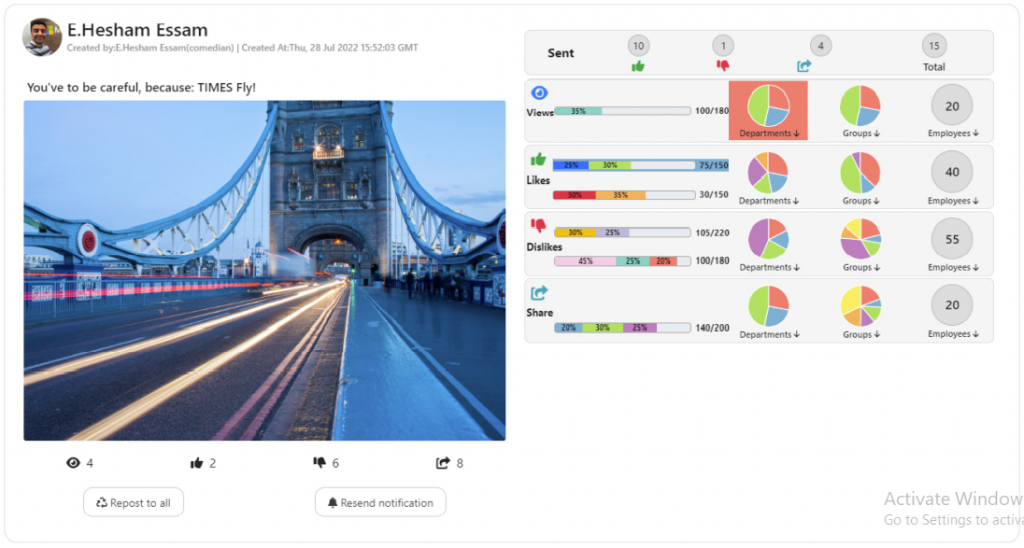 E.Hesham Essam
Created by:E.Hesham Essam(comedian) | Created At:Thu, 28 Jul 2022 15:52:03 GMT
You've to be careful, because: TIMES Fly!
4
2
6
8
Repost to all
Resend notification
Sent
10
1
4
15
Total
Views
35%
100/180
Departments ↓
Groups ↓
20
Employees ↓
Likes
25% 30%
75/150
30% 35%
30/150
Departments ↓
Groups ↓
40
Employees ↓
Dislikes
30% 25%
105/220
45% 25% 20%
100/180
Departments ↓
Groups ↓
55
Employees ↓
Share
20% 30% 25%
140/200
Departments ↓
Groups ↓
20
Employees ↓
Activate Window
Go to Settings to activa